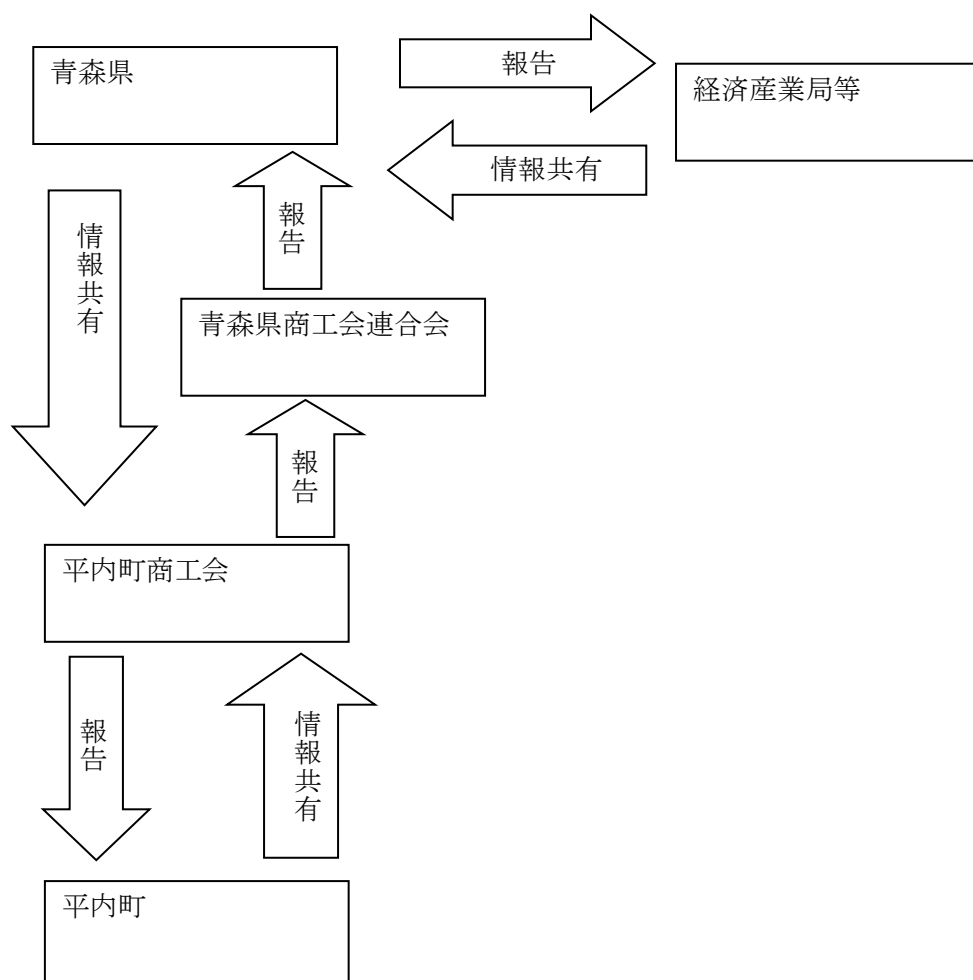 青森県
報告
経済産業局等
情報共有
情報共有
報告
青森県商工会連合会
報告
平内町商工会
報告
情報共有
平内町